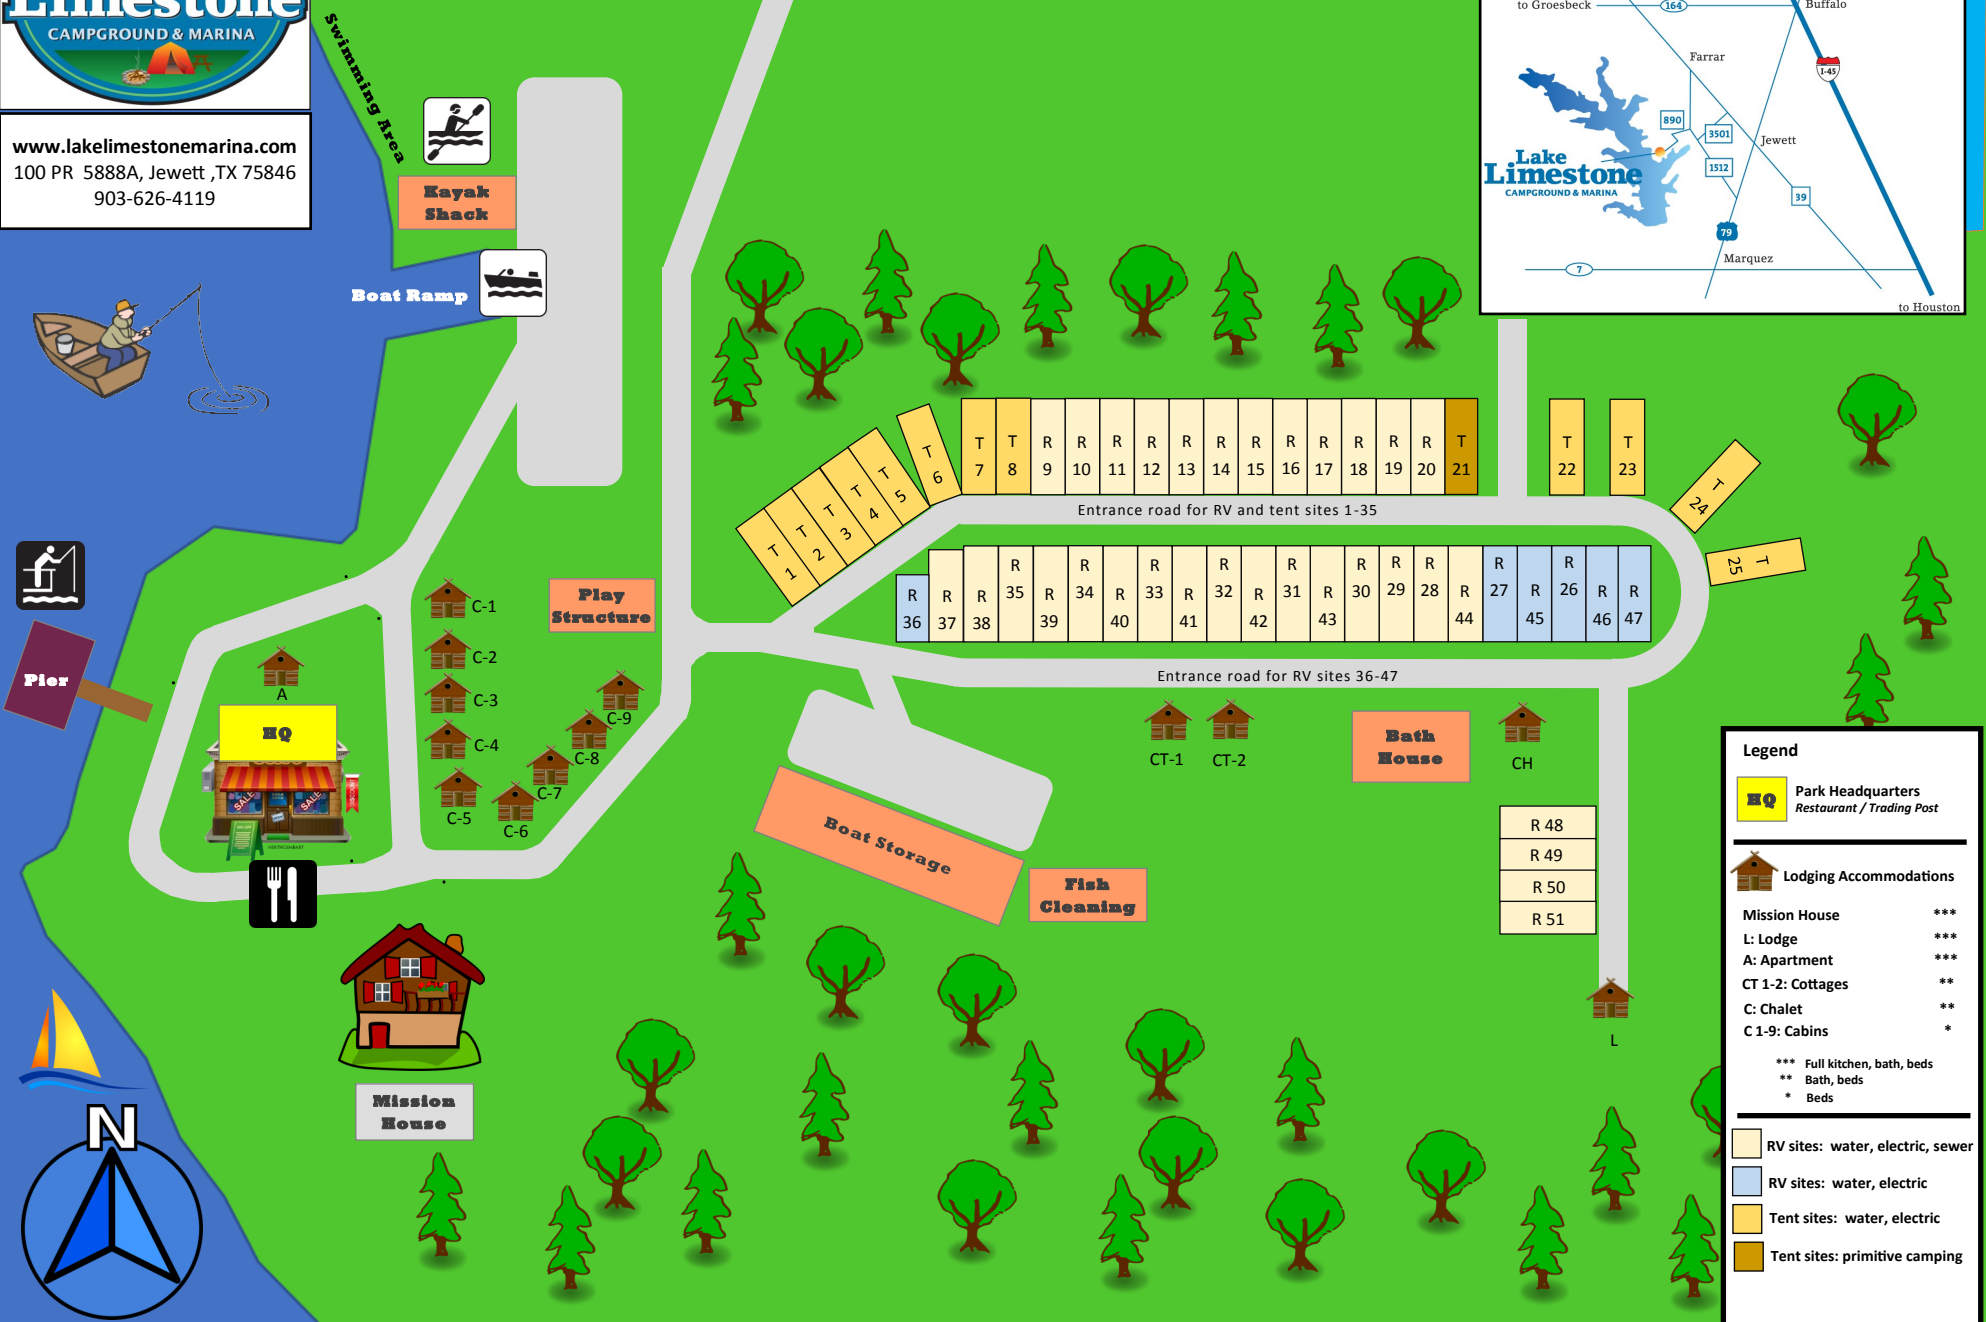 Limestone
CAMPGROUND & MARINA
www.lakelimestonemarina.com
100 PR 5888A, Jewett ,TX 75846
903-626-4119
Swimming Area
Kayak
Shack
Boat Ramp
to Groesbeck
164
Buffalo
Farrar
I-45
890
3501
Jewett
Lake
Limestone
CAMPGROUND & MARINA
1512
39
79
Marquez
7
to Houston
T
1
T
2
T
3
T
4
T
5
T
6
T
7
T
8
R
9
R
10
R
11
R
12
R
13
R
14
R
15
R
16
R
17
R
18
R
19
R
20
T
21
T
22
T
23
T
24
T
25
Entrance road for RV and tent sites 1-35
R
36
R
37
R
38
R
35
R
39
R
34
R
40
R
33
R
41
R
32
R
42
R
31
R
43
R
30
R
29
R
28
R
44
R
27
R
45
R
26
R
46
R
47
Entrance road for RV sites 36-47
Play
Structure
C-1
C-2
C-3
C-4
C-5
C-6
C-7
C-8
C-9
Pier
A
HQ
SALE
SALE
CT-1
CT-2
Bath
House
CH
R 48
R 49
R 50
R 51
L
Boat Storage
Fish
Cleaning
Mission
House
N
Legend
HQ
Park Headquarters
Restaurant / Trading Post
Lodging Accommodations
Mission House ***
L: Lodge ***
A: Apartment ***
CT 1-2: Cottages **
C: Chalet **
C 1-9: Cabins *
*** Full kitchen, bath, beds
** Bath, beds
* Beds
RV sites: water, electric, sewer
RV sites: water, electric
Tent sites: water, electric
Tent sites: primitive camping